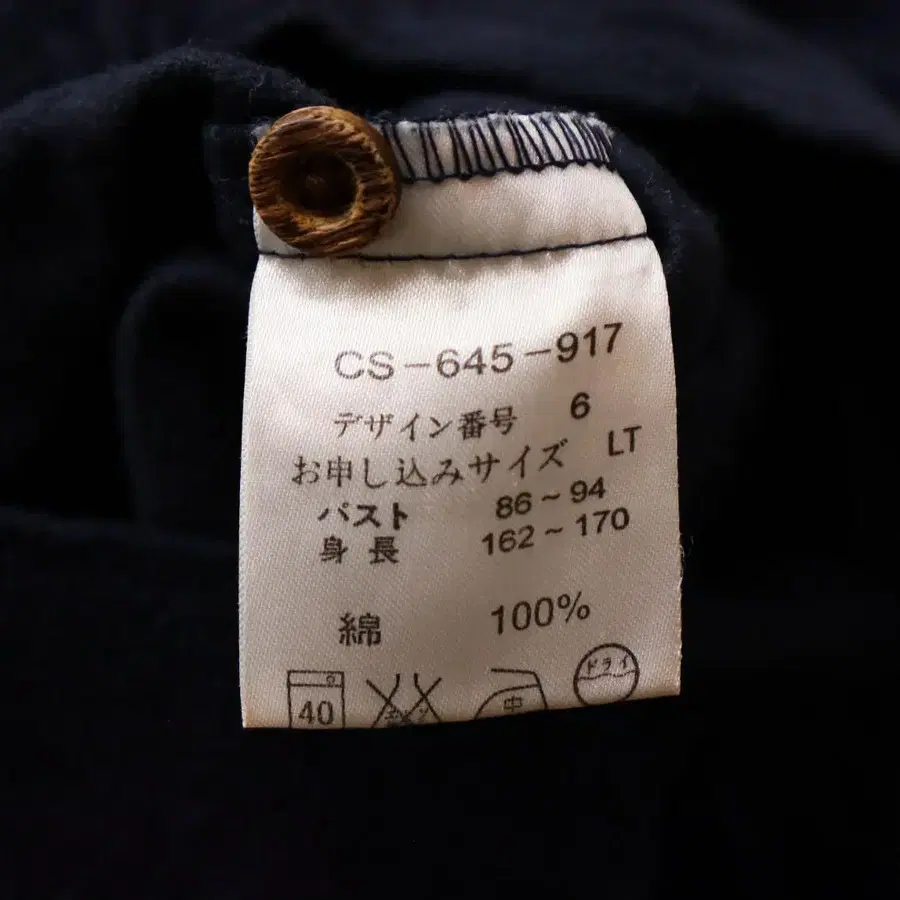 CS-645-917
デザイン番号 6
お申し込みサイズ LT
バスト 86~94
身長 162~170
綿 100%
40 中 ドライ